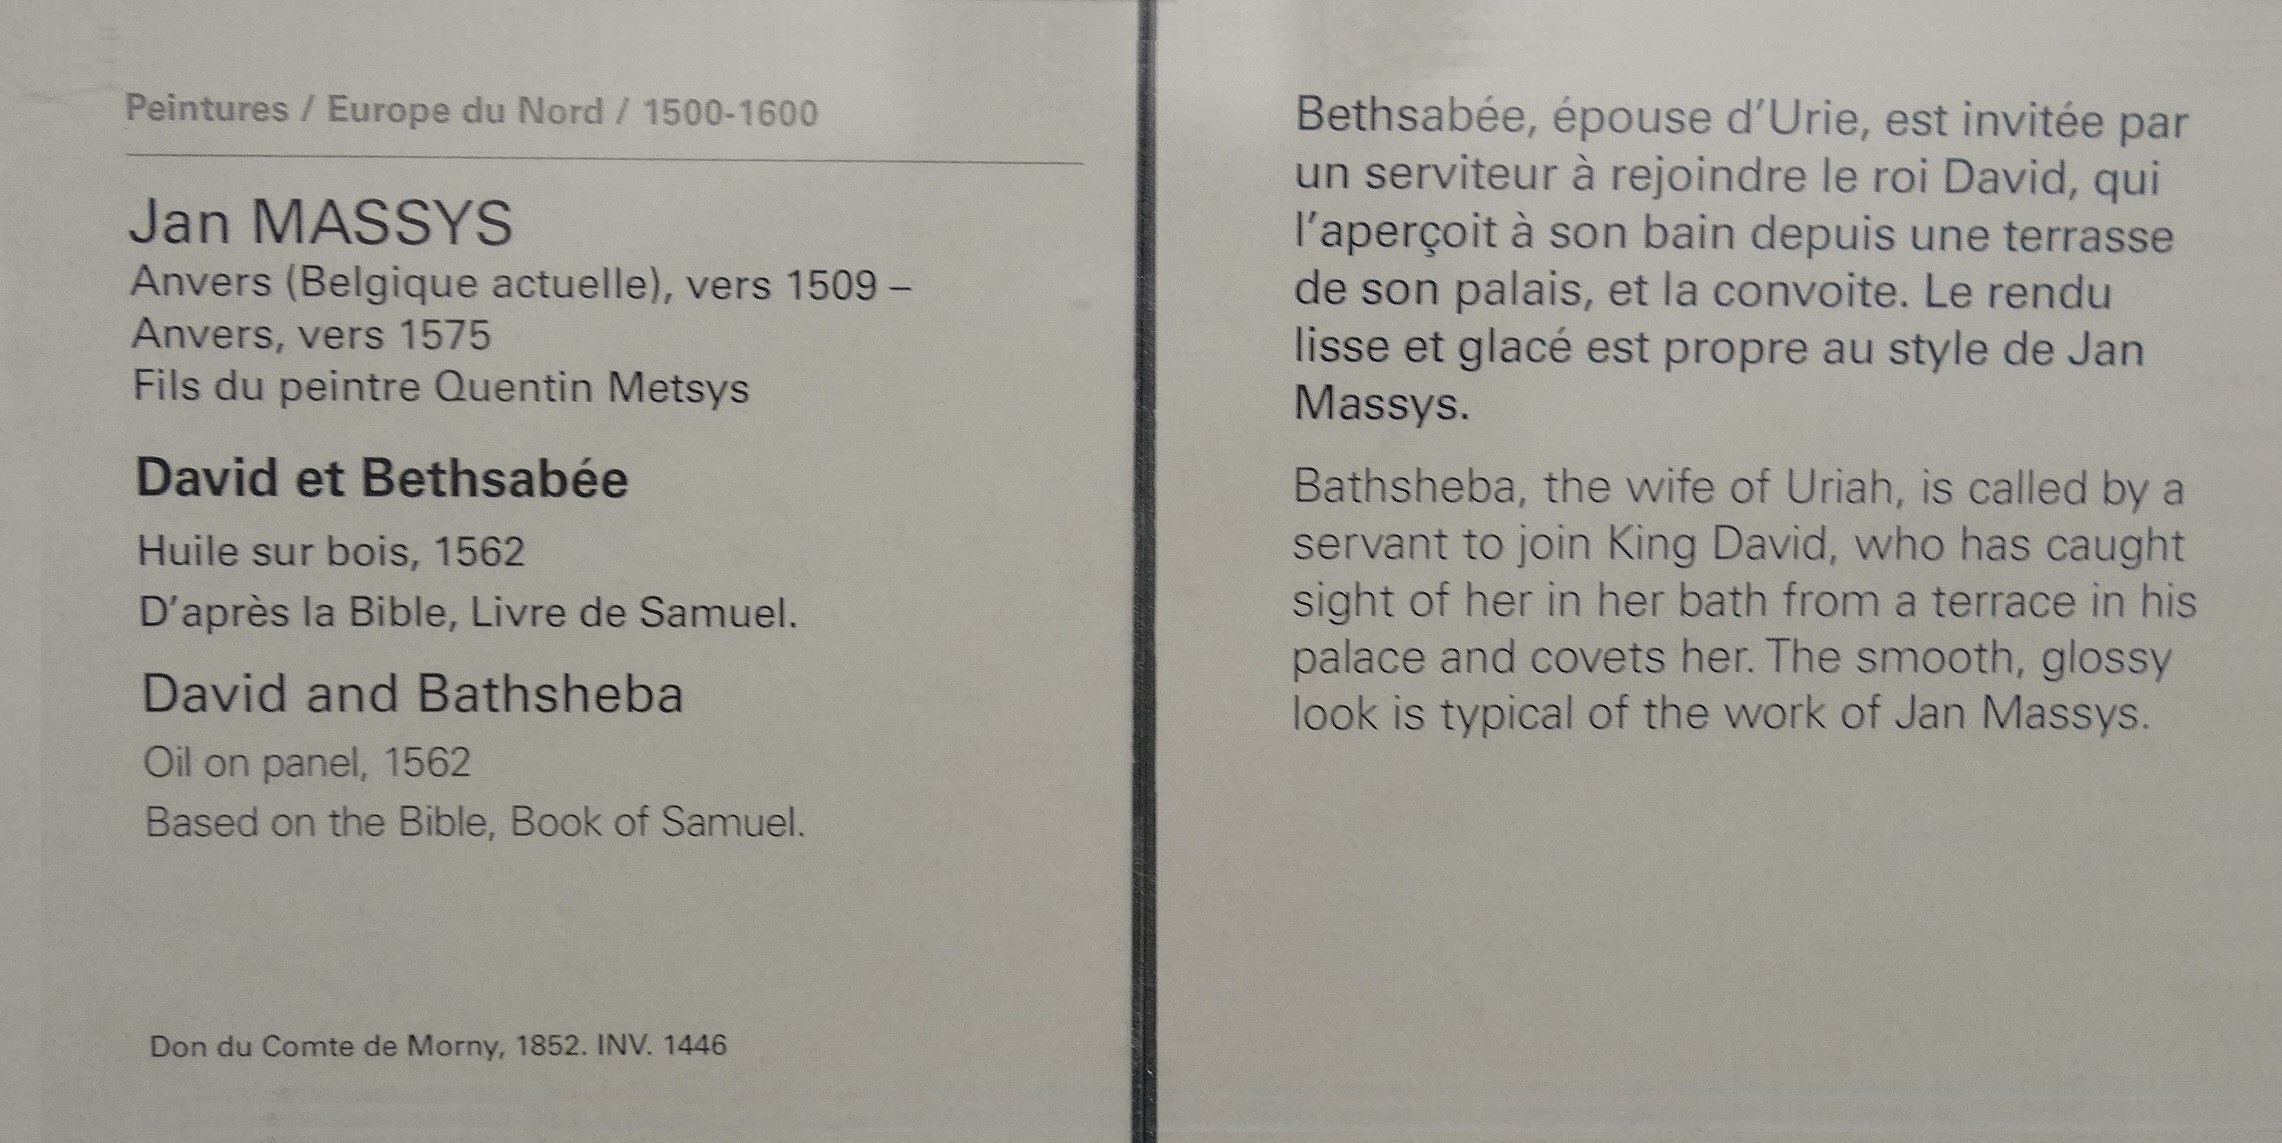 Peintures / Europe du Nord / 1500-1600
Jan MASSYS
Anvers (Belgique actuelle), vers 1509 –
Anvers, vers 1575
Fils du peintre Quentin Metsys
David et Bethsabée
Huile sur bois, 1562
D'après la Bible, Livre de Samuel.
David and Bathsheba
Oil on panel, 1562
Based on the Bible, Book of Samuel.
Don du Comte de Morny, 1852. INV. 1446
Bethsabée, épouse d'Urie, est invitée par
un serviteur à rejoindre le roi David, qui
l'aperçoit à son bain depuis une terrasse
de son palais, et la convoite. Le rendu
lisse et glacé est propre au style de Jan
Massys.
Bathsheba, the wife of Uriah, is called by a
servant to join King David, who has caught
sight of her in her bath from a terrace in his
palace and covets her. The smooth, glossy
look is typical of the work of Jan Massys.